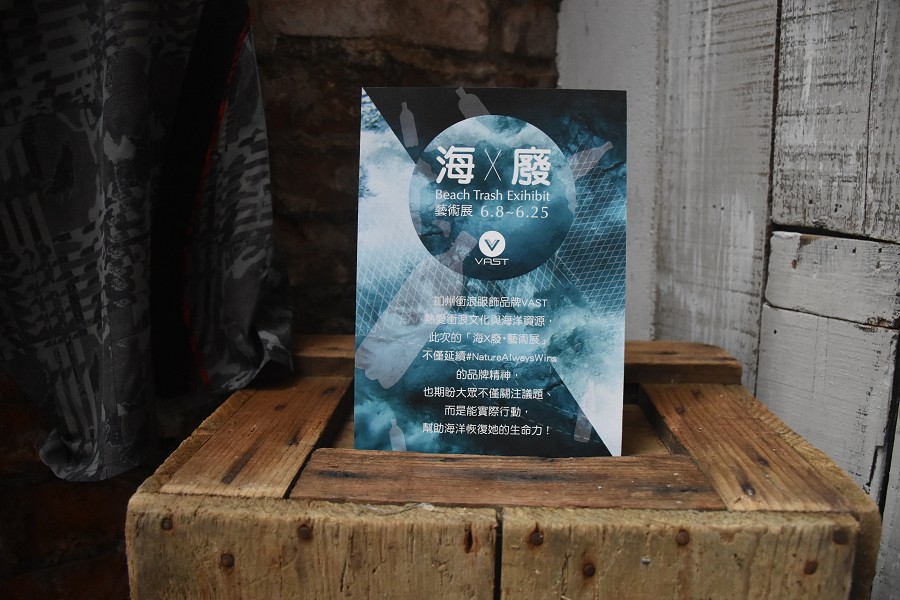 海X廢
Beach Trash Exihibit
藝術展 6.8~6.25
V
VAST
加州衝浪服飾品牌VAST
熱愛衝浪文化與海洋資源，
此次的「海X廢·藝術展」
不僅延續#NatureAlwaysWins
的品牌精神，
也期盼大眾不僅關注議題、
而是能實際行動，
幫助海洋恢復她的生命力！